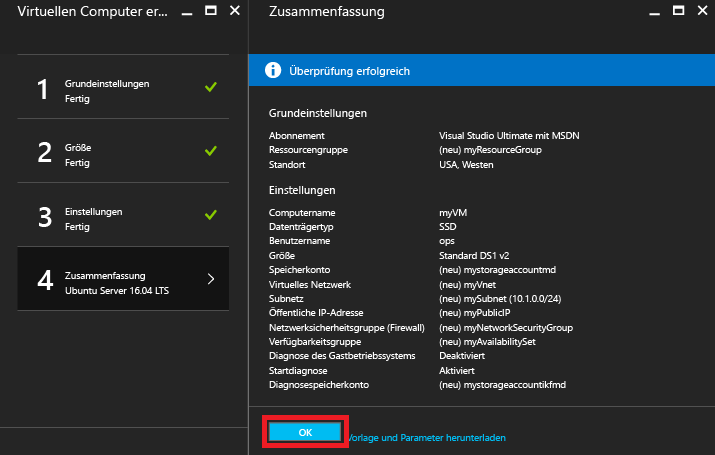 Virtuellen Computer er...
1
Grundeinstellungen
Fertig
2
Größe
Fertig
3
Einstellungen
Fertig
4
Zusammenfassung
Ubuntu Server 16.04 LTS
Zusammenfassung
Überprüfung erfolgreich
Grundeinstellungen
Abonnement Visual Studio Ultimate mit MSDN
Ressourcengruppe (neu) myResourceGroup
Standort USA, Westen
Einstellungen
Computername myVM
Datenträgertyp SSD
Benutzername ops
Größe Standard DS1 v2
Speicherkonto (neu) mystorageaccountmd
Virtuelles Netzwerk (neu) myVnet
Subnetz (neu) mySubnet (10.1.0.0/24)
Öffentliche IP-Adresse (neu) myPublicIP
Netzwerksicherheitsgruppe (Firewall) (neu) myNetworkSecurityGroup
Verfügbarkeitsgruppe (neu) myAvailabilitySet
Diagnose des Gastbetriebssystems Deaktiviert
Startdiagnose Aktiviert
Diagnosespeicherkonto (neu) mystorageaccountikfmd
OK
Vorlage und Parameter herunterladen